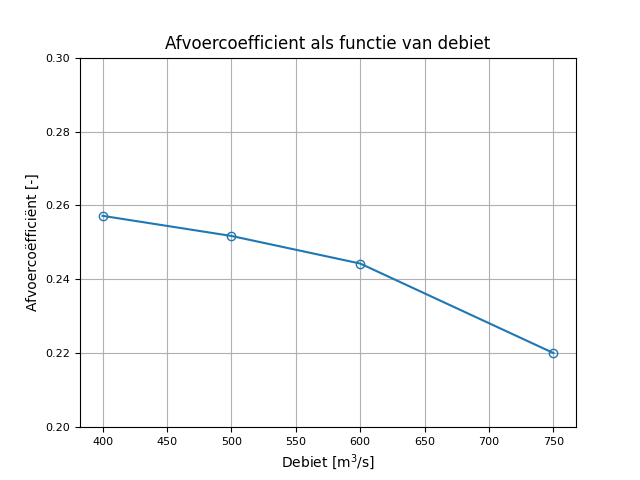 Afvoercoefficient als functie van debiet
0.30
0.28
0.26
0.24
0.22
0.20
Afvoercoëfficiënt [-]
400 450 500 550 600 650 700 750
Debiet [m³/s]